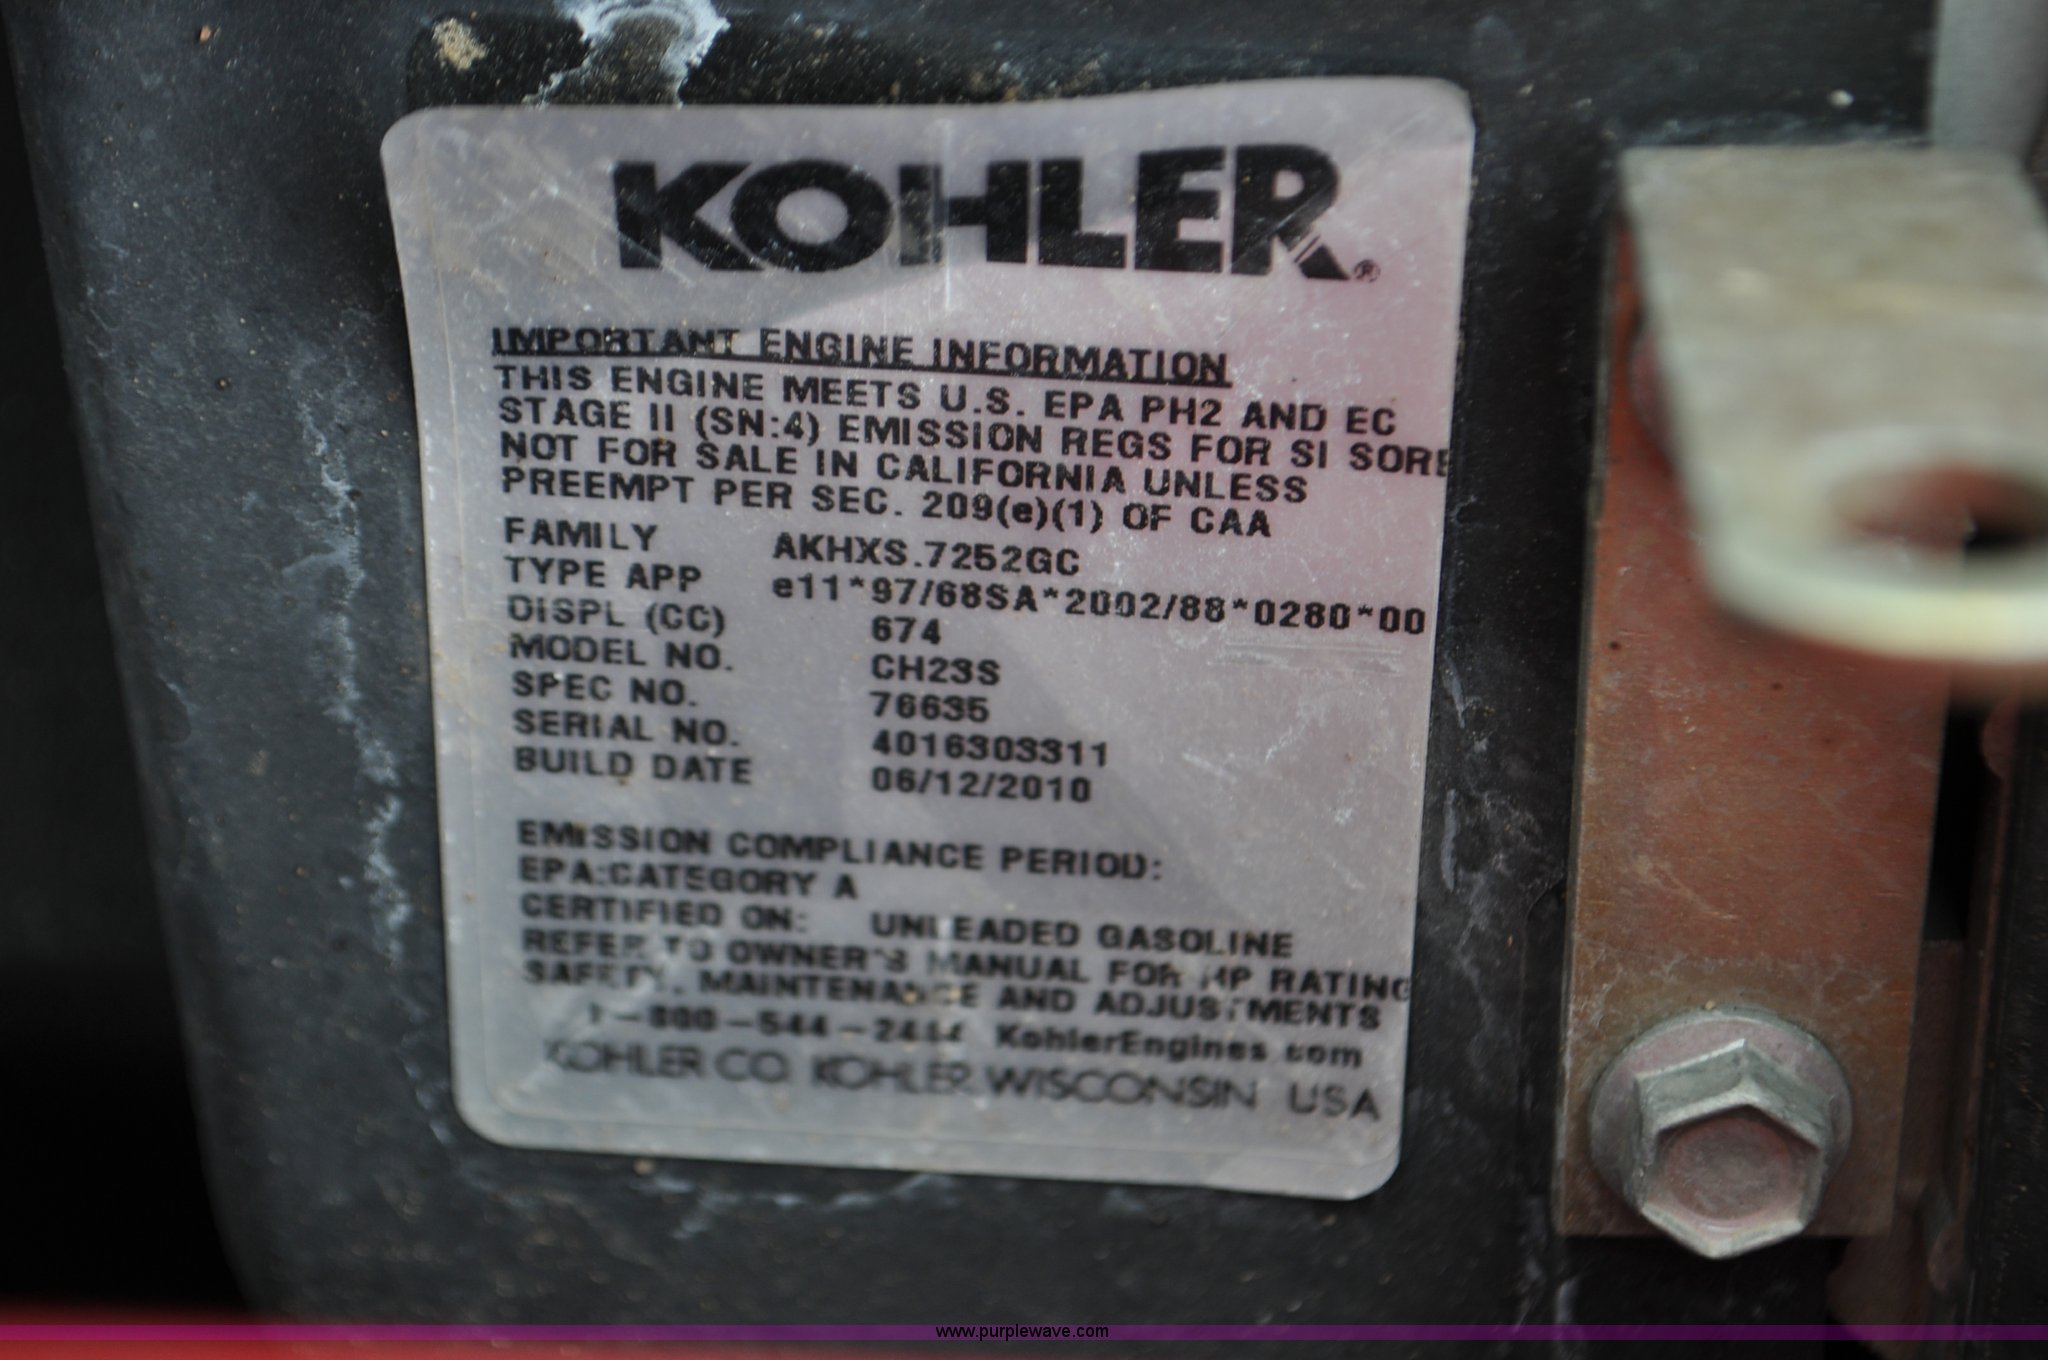 KOHLER®
IMPORTANT ENGINE INFORMATION
THIS ENGINE MEETS U.S. EPA PH2 AND EC
STAGE II (SN:4) EMISSION REGS FOR SI SORE
NOT FOR SALE IN CALIFORNIA UNLESS
PREEMPT PER SEC. 209(e)(1) OF CAA
FAMILY AKHXS.7252GC
TYPE APP e11*97/68SA*2002/88*0280*00
DISPL (CC) 674
MODEL NO. CH23S
SPEC NO. 76635
SERIAL NO. 4016303311
BUILD DATE 06/12/2010
EMISSION COMPLIANCE PERIOD:
EPA:CATEGORY A
CERTIFIED ON: UNLEADED GASOLINE
REFER TO OWNER'S MANUAL FOR HP RATING
SAFETY, MAINTENANCE AND ADJUSTMENTS
1-800-544-2444 KohlerEngines.com
KOHLER CO. KOHLER WISCONSIN USA
www.purplewave.com